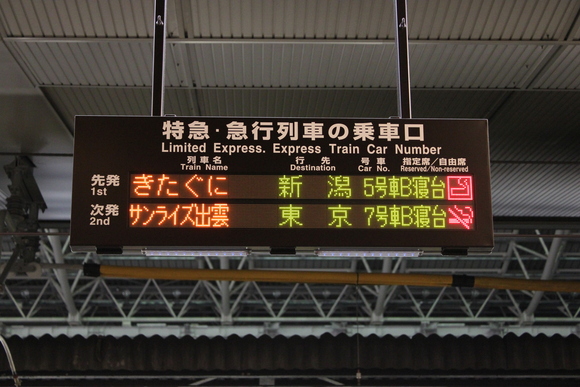 特急・急行列車の乗車口
Limited Express. Express Train Car Number
列車名 行先 号車 指定席/自由席
Train Name Destination Car No. Reserved/Non-reserved
先発 きたぐに 新潟 5号車B寝台
1st
次発 サンライズ出雲 東京 7号車B寝台
2nd